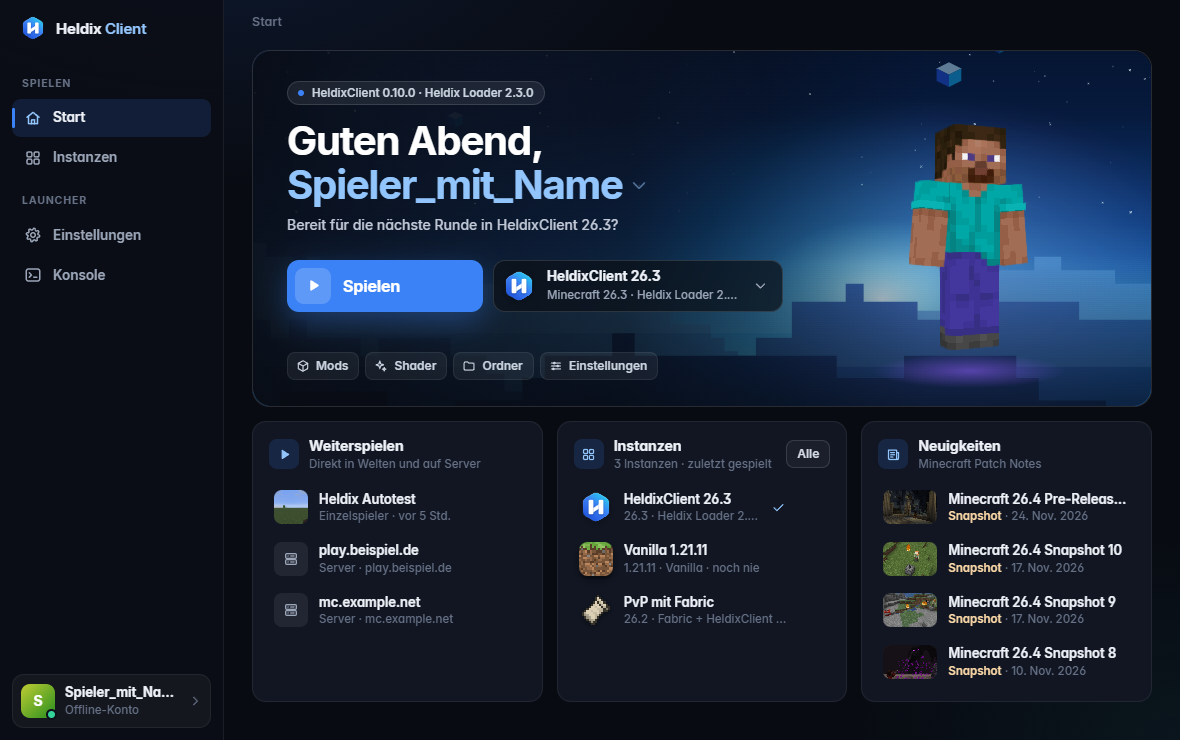 Heldix Client
Start
SPIELEN
Start
Instanzen
LAUNCHER
Einstellungen
Konsole
HeldixClient 0.10.0 · Heldix Loader 2.3.0
Guten Abend,
Spieler_mit_Name
Bereit für die nächste Runde in HeldixClient 26.3?
Spielen
HeldixClient 26.3
Minecraft 26.3 · Heldix Loader 2....
Mods
Shader
Ordner
Einstellungen
Weiterspielen
Direkt in Welten und auf Server
Heldix Autotest
Einzelspieler · vor 5 Std.
play.beispiel.de
Server · play.beispiel.de
mc.example.net
Server · mc.example.net
Instanzen
3 Instanzen · zuletzt gespielt
Alle
HeldixClient 26.3
26.3 · Heldix Loader 2....
Vanilla 1.21.11
1.21.11 · Vanilla · noch nie
PvP mit Fabric
26.2 · Fabric + HeldixClient ...
Neuigkeiten
Minecraft Patch Notes
Minecraft 26.4 Pre-Releas...
Snapshot · 24. Nov. 2026
Minecraft 26.4 Snapshot 10
Snapshot · 17. Nov. 2026
Minecraft 26.4 Snapshot 9
Snapshot · 17. Nov. 2026
Minecraft 26.4 Snapshot 8
Snapshot · 10. Nov. 2026
S
Spieler_mit_Na...
Offline-Konto